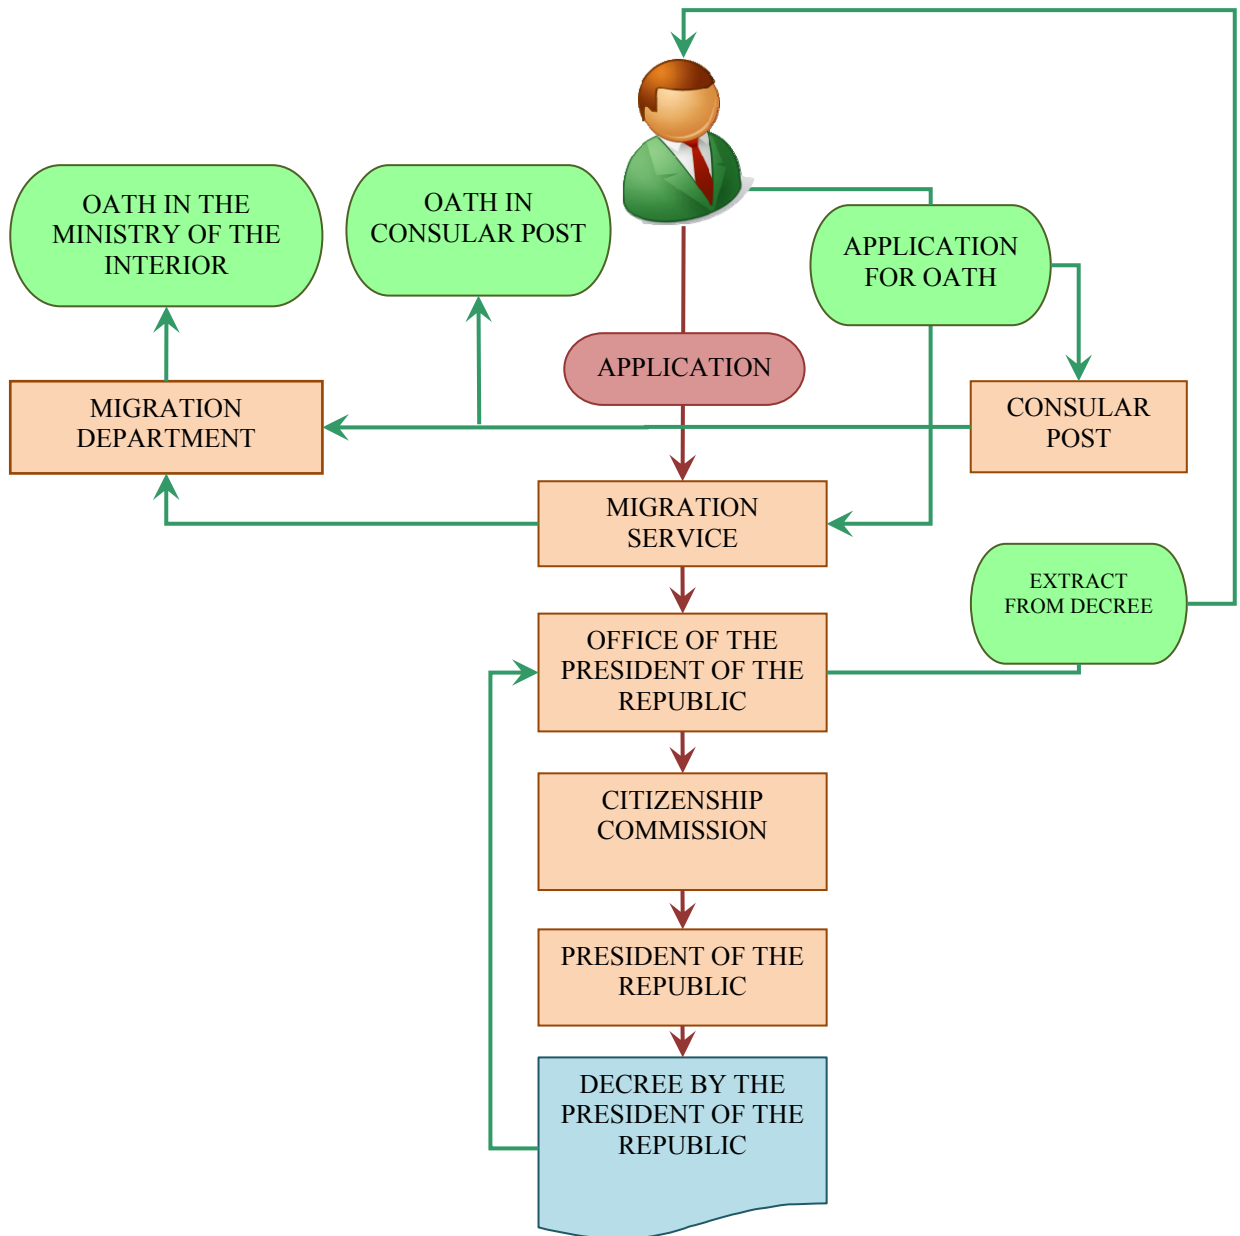 OATH IN THE
MINISTRY OF THE
INTERIOR
OATH IN
CONSULAR POST
APPLICATION
FOR OATH
APPLICATION
MIGRATION
DEPARTMENT
CONSULAR
POST
MIGRATION
SERVICE
EXTRACT
FROM DECREE
OFFICE OF THE
PRESIDENT OF THE
REPUBLIC
CITIZENSHIP
COMMISSION
PRESIDENT OF THE
REPUBLIC
DECREE BY THE
PRESIDENT OF THE
REPUBLIC